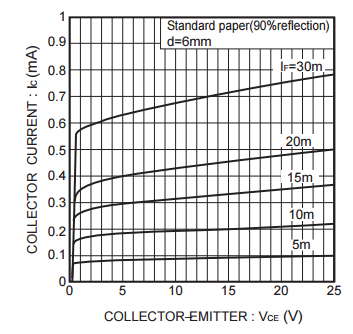 Standard paper(90%reflection)
d=6mm
IF=30m
20m
15m
10m
5m
1
0.9
0.8
0.7
0.6
0.5
0.4
0.3
0.2
0.1
0
0 5 10 15 20 25
COLLECTOR CURRENT : Ic (mA)
COLLECTOR-EMITTER : VCE (V)